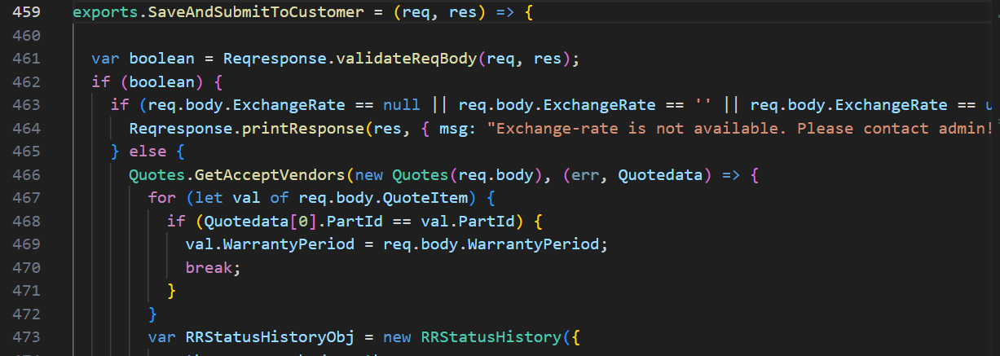 459 exports.SaveAndSubmitToCustomer = (req, res) => {
460
461 var boolean = Reqresponse.validateReqBody(req, res);
462 if (boolean) {
463 if (req.body.ExchangeRate == null || req.body.ExchangeRate == '' || req.body.ExchangeRate == u
464 Reqresponse.printResponse(res, { msg: "Exchange-rate is not available. Please contact admin!
465 } else {
466 Quotes.GetAcceptVendors(new Quotes(req.body), (err, Quotedata) => {
467 for (let val of req.body.QuoteItem) {
468 if (Quotedata[0].PartId == val.PartId) {
469 val.WarrantyPeriod = req.body.WarrantyPeriod;
470 break;
471 }
472 }
473 var RRStatusHistoryObj = new RRStatusHistory({